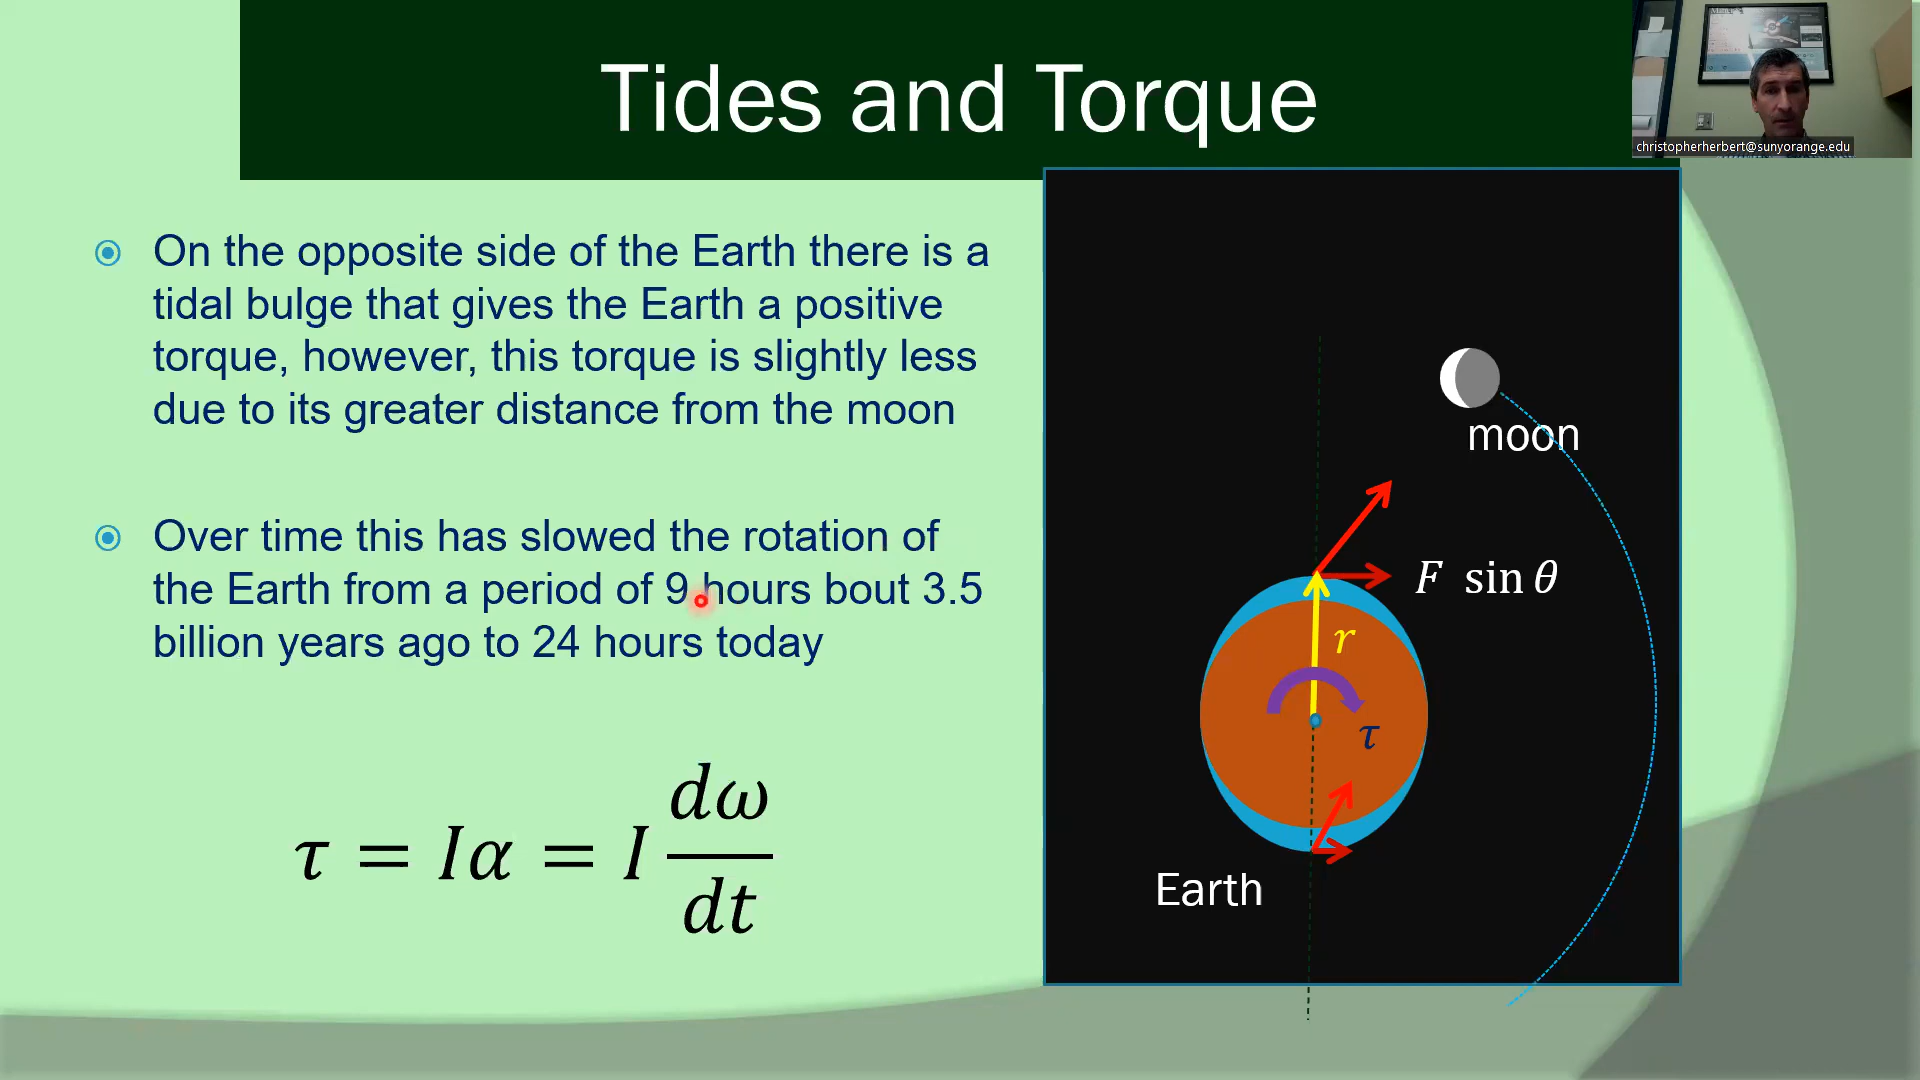 Tides and Torque
christopherherbert@sunyorange.edu
On the opposite side of the Earth there is a
tidal bulge that gives the Earth a positive
torque, however, this torque is slightly less
due to its greater distance from the moon
Over time this has slowed the rotation of
the Earth from a period of 9 hours bout 3.5
billion years ago to 24 hours today
τ = Iα = I dω/dt
moon
F sin θ
r
τ
Earth